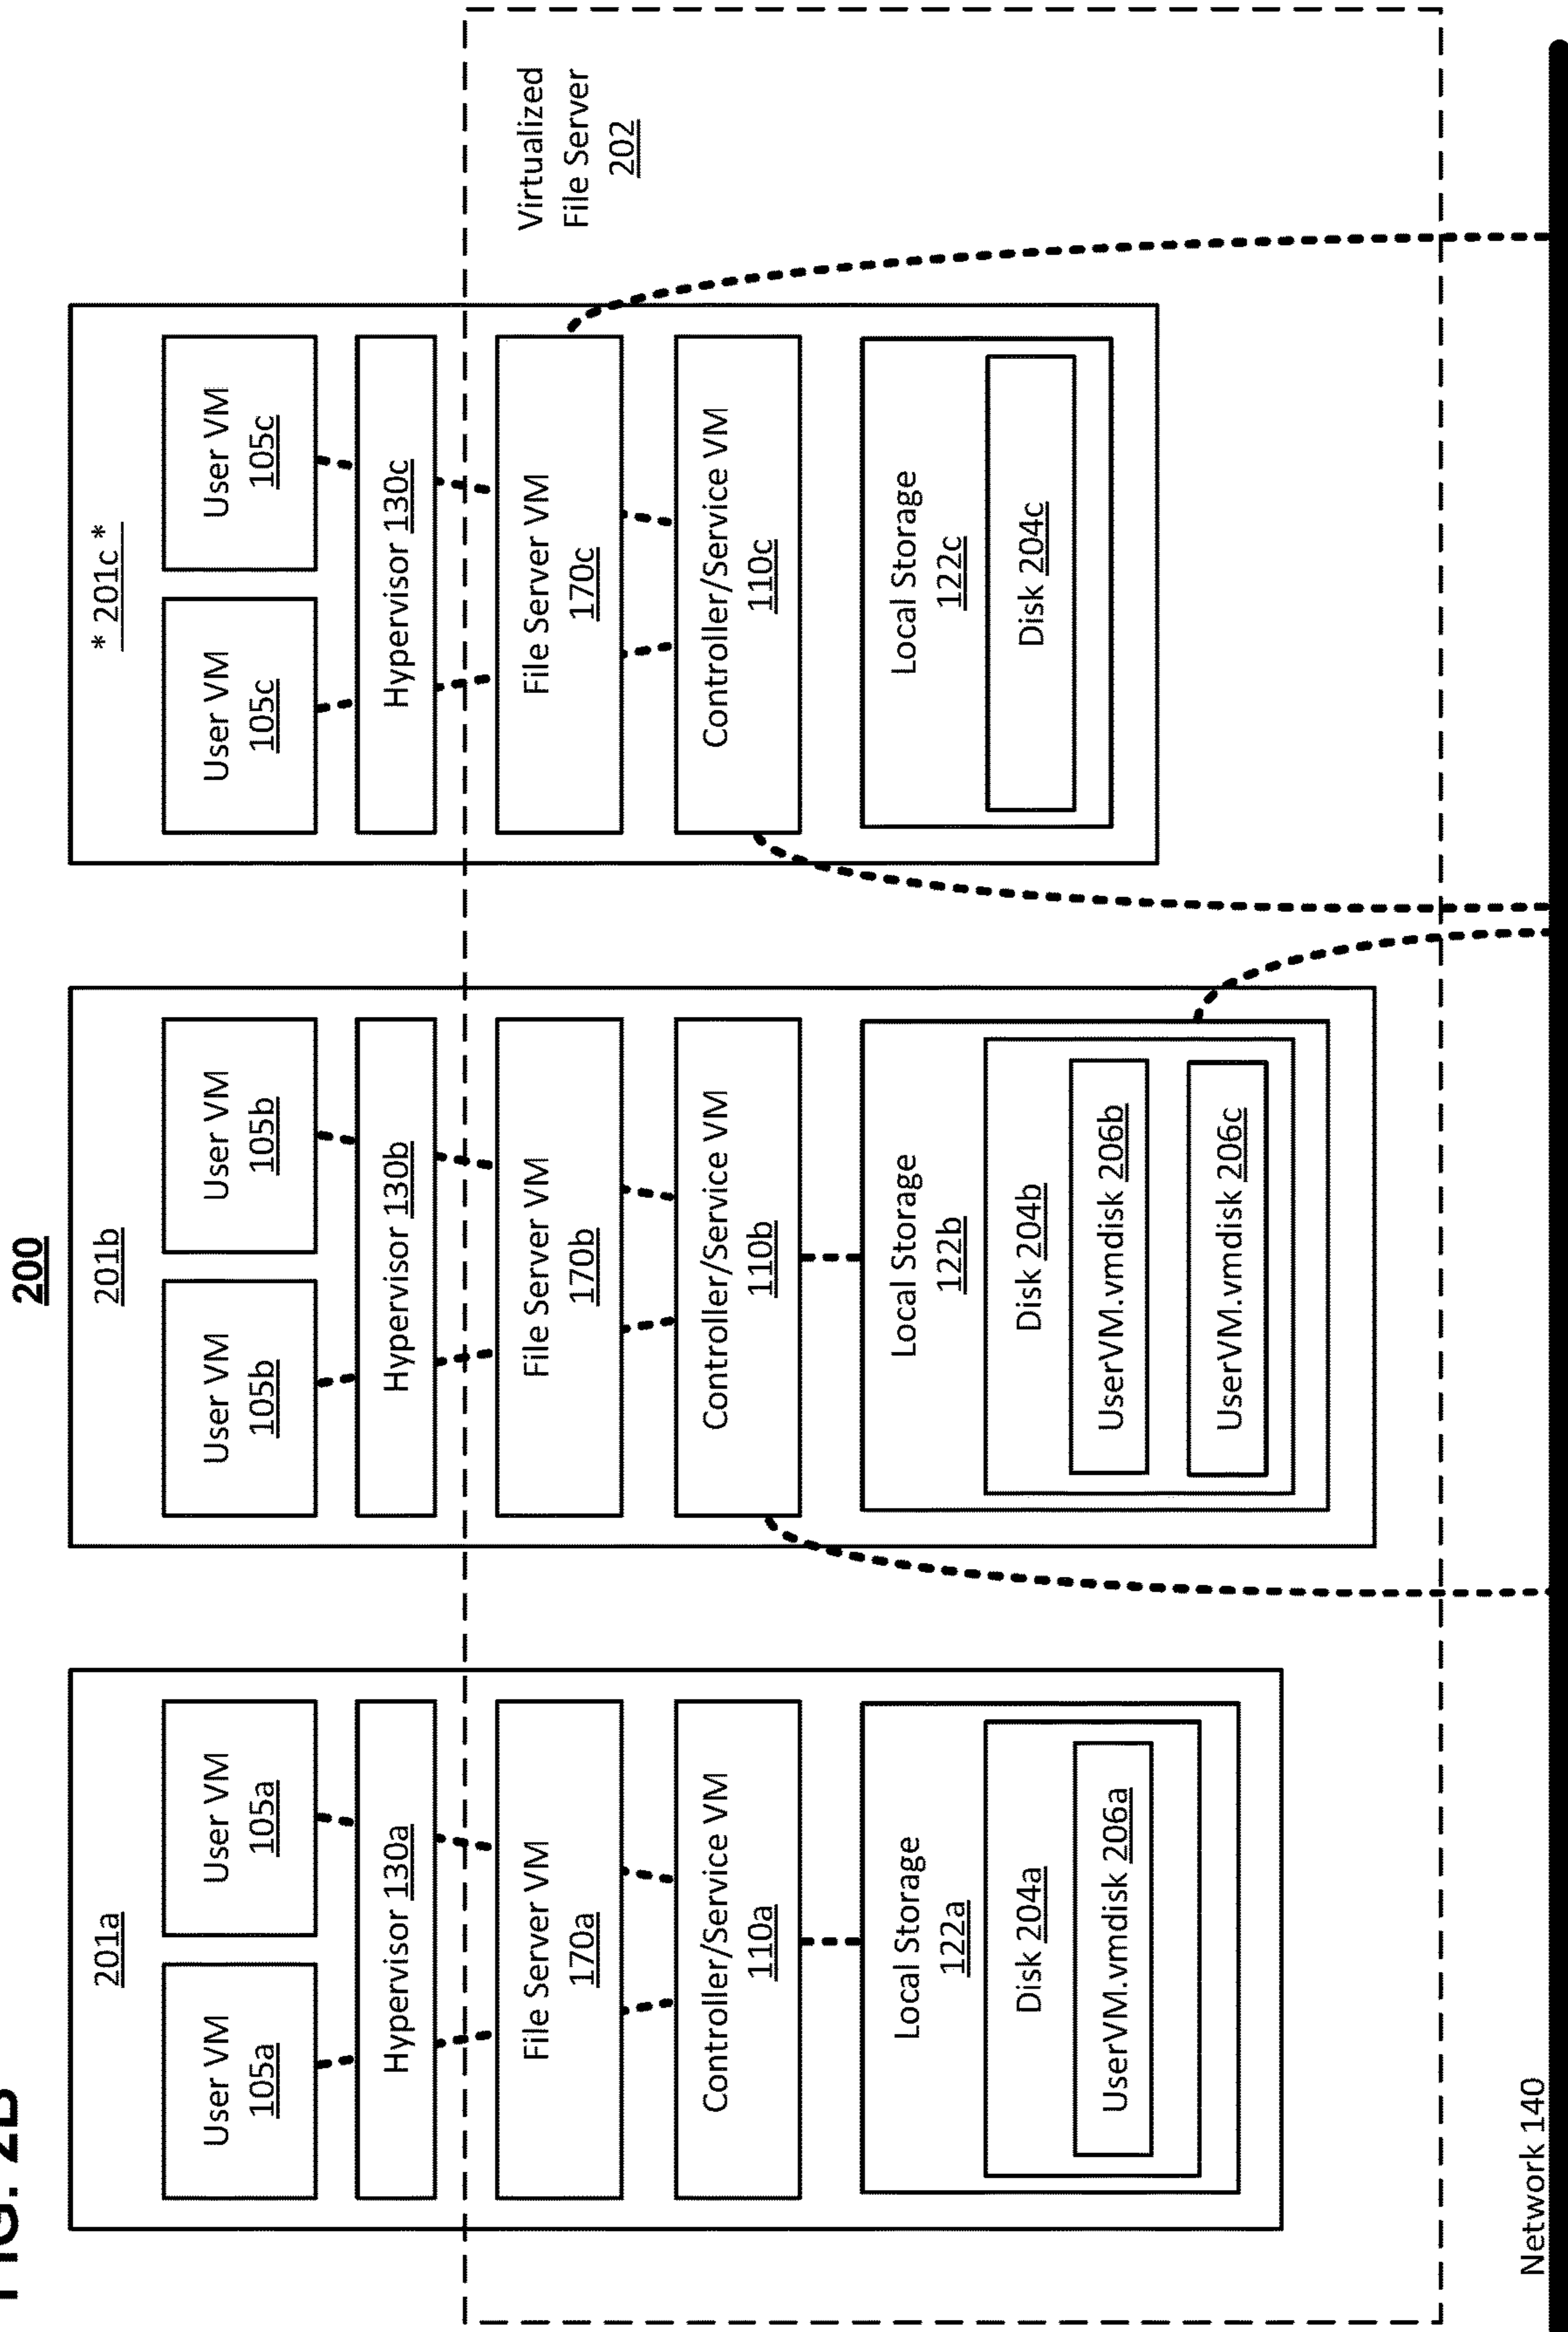 FIG. 2B
200
201a
User VM
105a
User VM
105a
Hypervisor 130a
File Server VM
170a
Controller/Service VM
110a
Local Storage
122a
Disk 204a
UserVM.vmdisk 206a
201b
User VM
105b
User VM
105b
Hypervisor 130b
File Server VM
170b
Controller/Service VM
110b
Local Storage
122b
Disk 204b
UserVM.vmdisk 206b
UserVM.vmdisk 206c
* 201c *
User VM
105c
User VM
105c
Hypervisor 130c
File Server VM
170c
Controller/Service VM
110c
Local Storage
122c
Disk 204c
Virtualized
File Server
202
Network 140